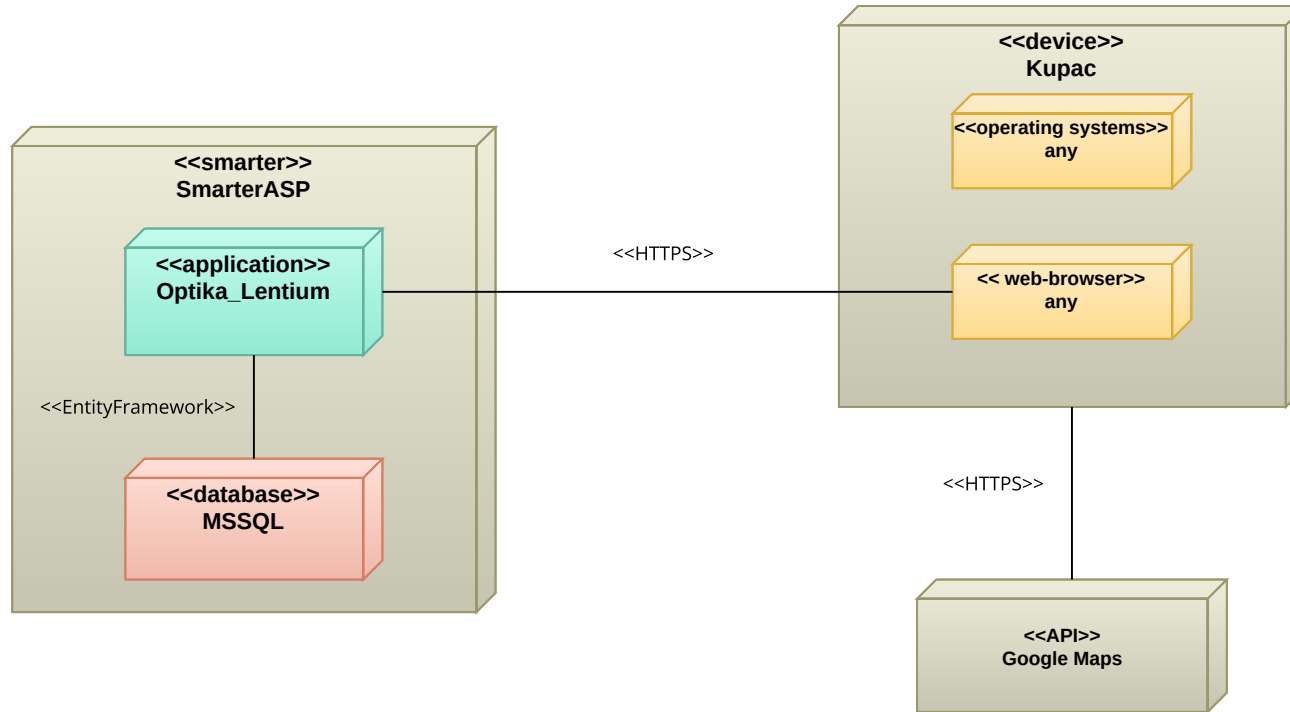 <<device>>
Kupac
<<operating systems>>
any
<< web-browser>>
any
<<smarter>>
SmarterASP
<<application>>
Optika_Lentium
<<HTTPS>>
<<EntityFramework>>
<<database>>
MSSQL
<<HTTPS>>
<<API>>
Google Maps